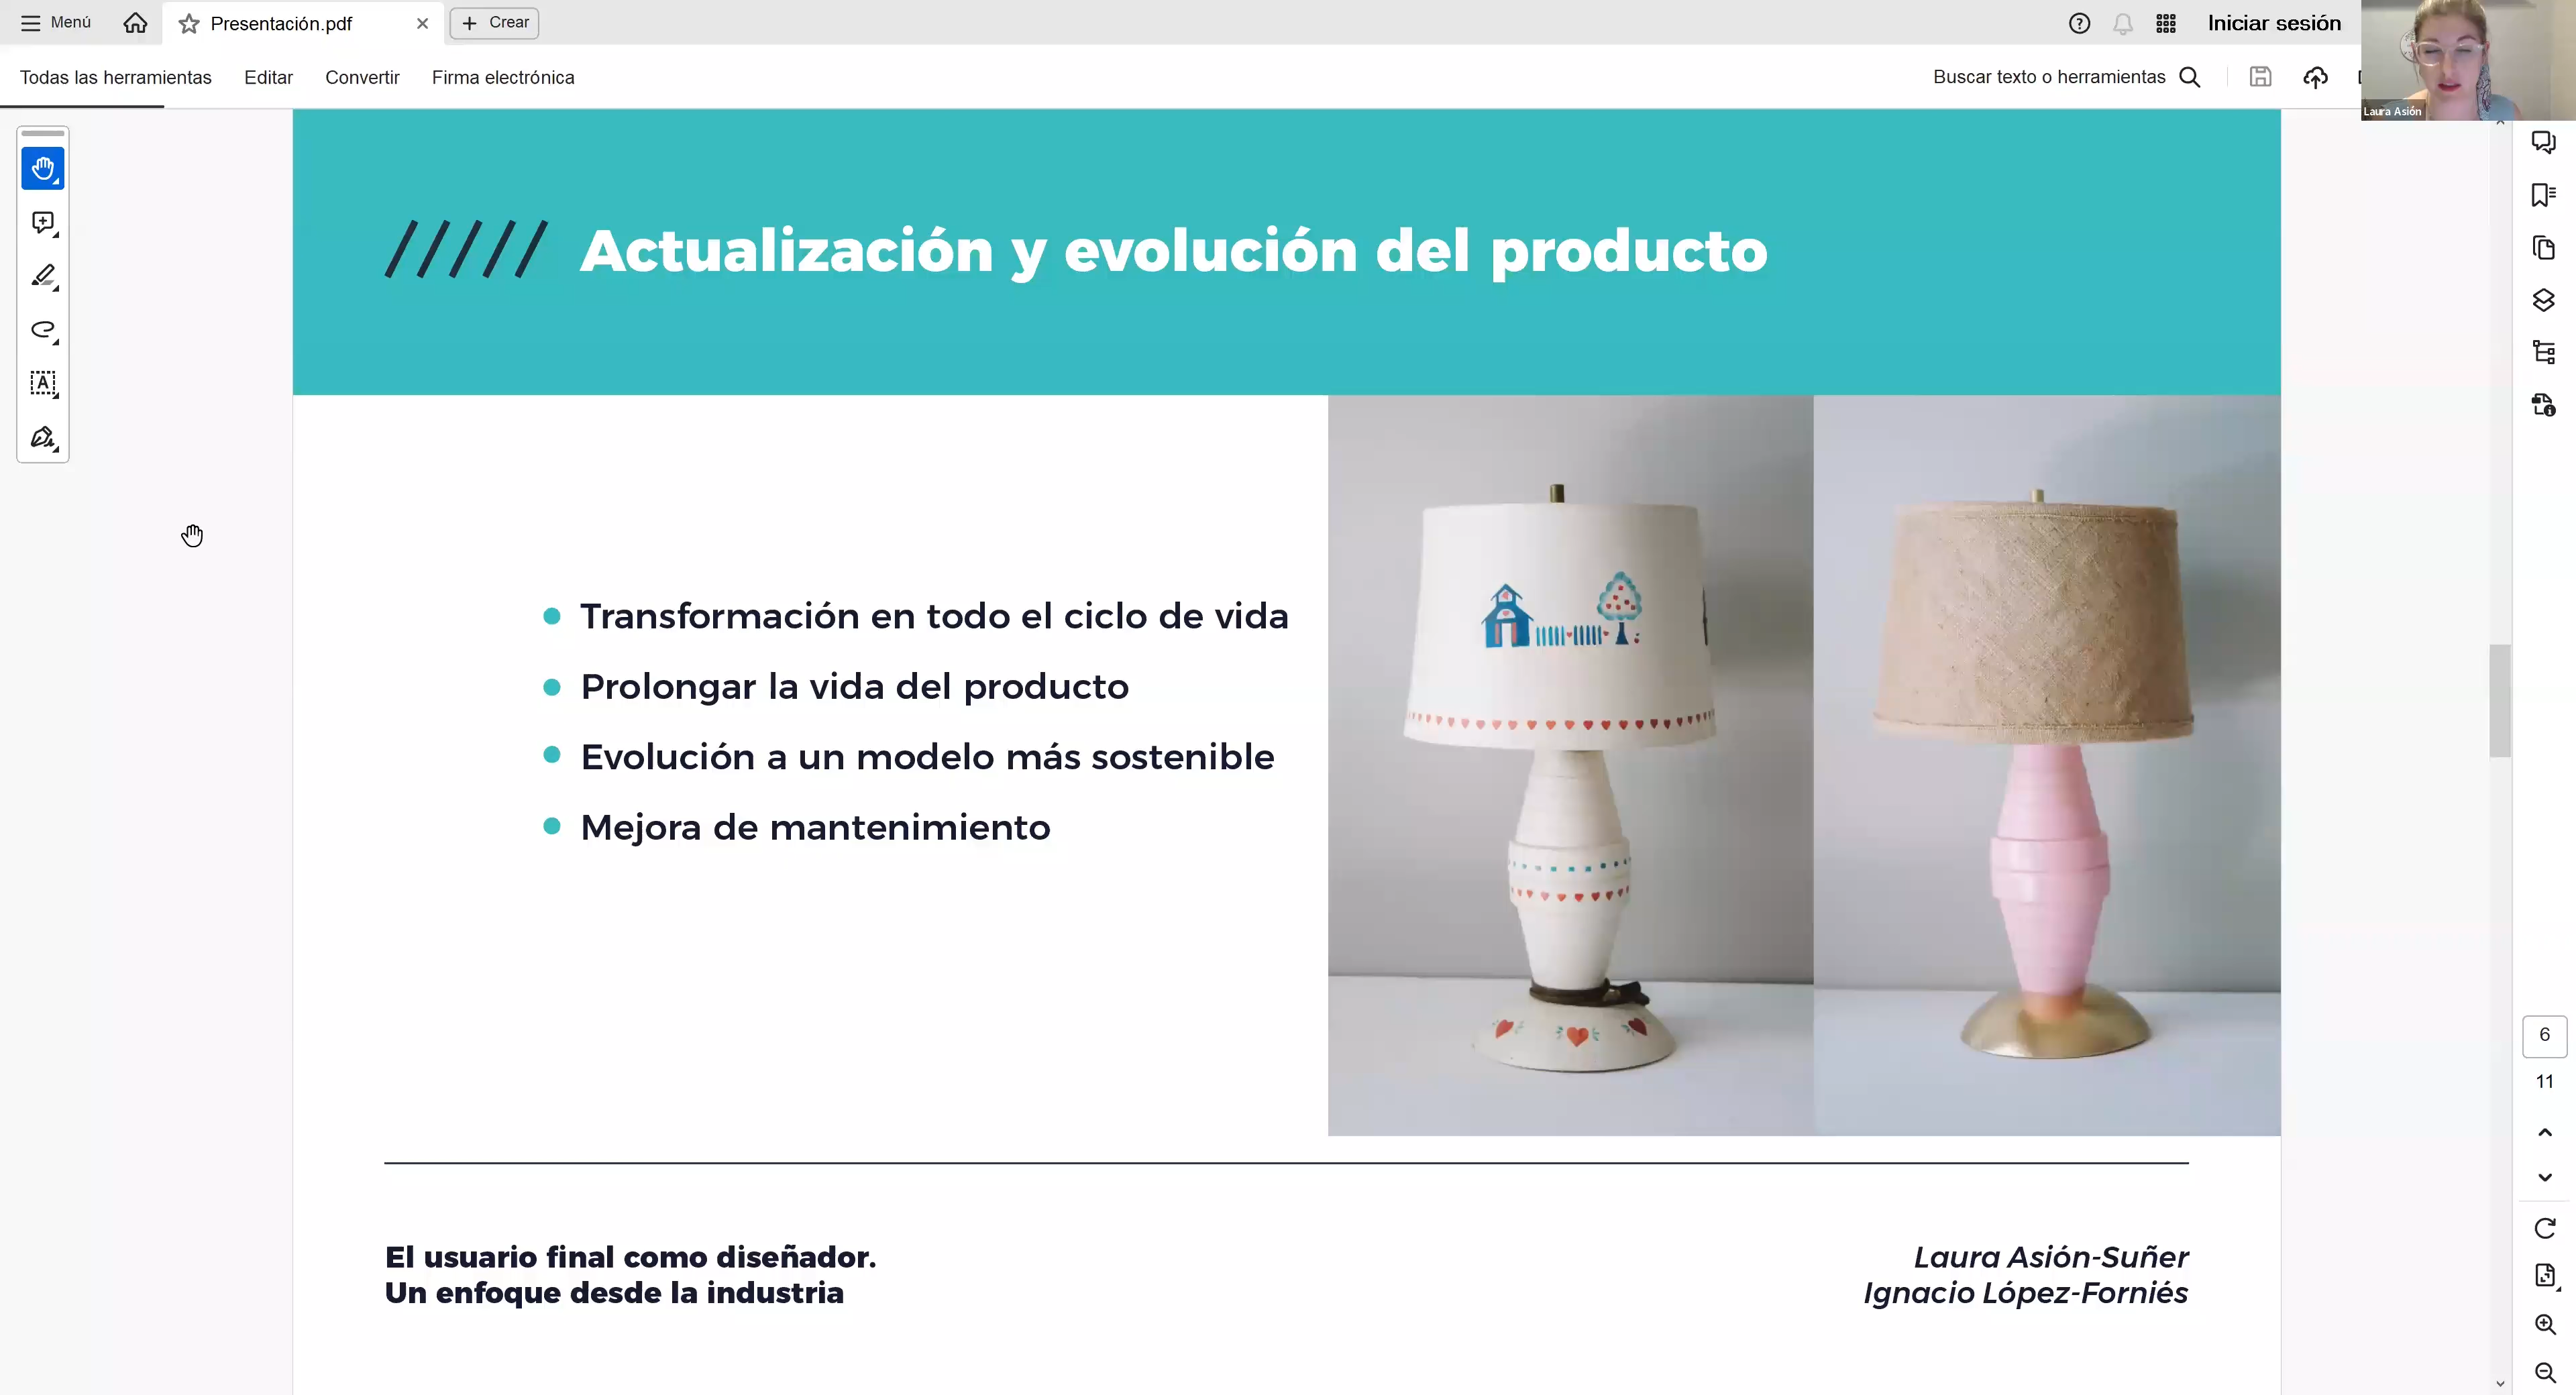 Menú
Presentación.pdf
Crear
Iniciar sesión
Todas las herramientas
Editar
Convertir
Firma electrónica
Buscar texto o herramientas
Laura Asión
Actualización y evolución del producto
Transformación en todo el ciclo de vida
Prolongar la vida del producto
Evolución a un modelo más sostenible
Mejora de mantenimiento
6
11
El usuario final como diseñador.
Un enfoque desde la industria
Laura Asión-Suñer
Ignacio López-Forniés